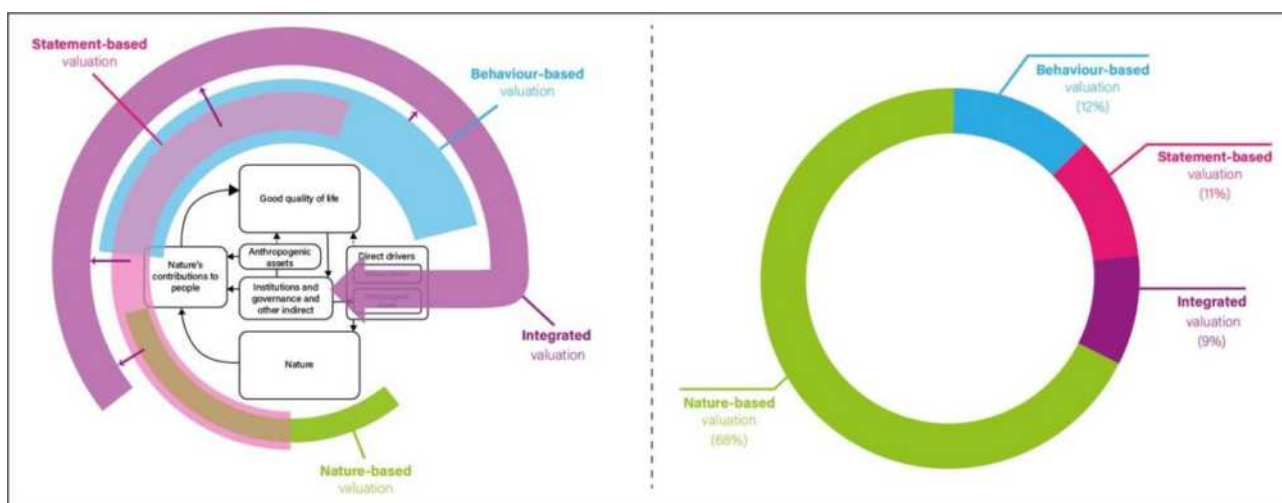 Statement-based
valuation
Behaviour-based
valuation
Good quality of life
Anthropogenic
assets
Direct drivers
Nature's
contributions to
people
Institutions and
governance and
other indirect
Nature
Integrated
valuation
Nature-based
valuation
Behaviour-based
valuation
(12%)
Statement-based
valuation
(11%)
Integrated
valuation
(9%)
Nature-based
valuation
(68%)